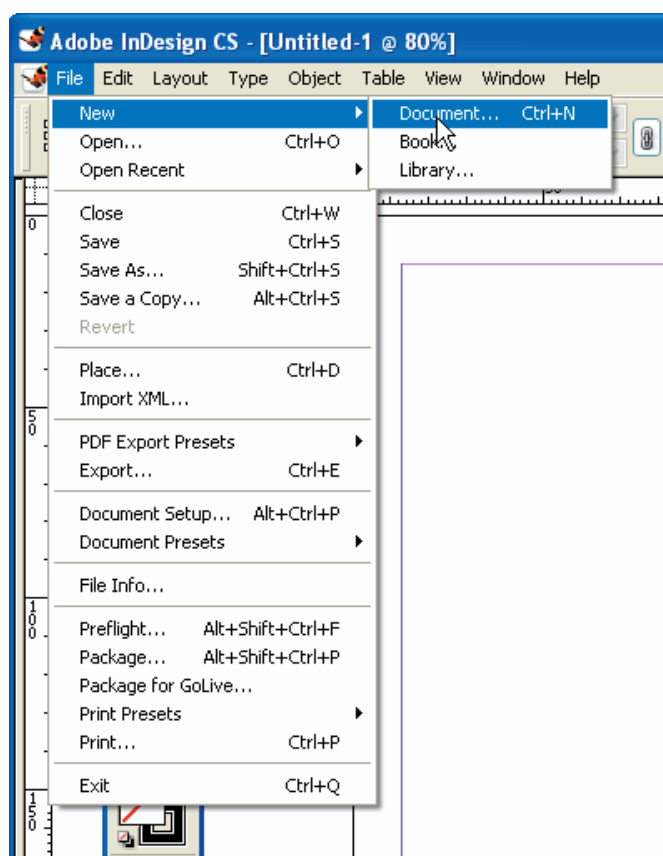 Adobe InDesign CS - [Untitled-1 @ 80%]
File Edit Layout Type Object Table View Window Help
New
Document... Ctrl+N
Open... Ctrl+O
Book...
Open Recent
Library...
0
Close Ctrl+W
Save Ctrl+S
Save As... Shift+Ctrl+S
Save a Copy... Alt+Ctrl+S
Revert
Place... Ctrl+D
Import XML...
50
PDF Export Presets
Export... Ctrl+E
Document Setup... Alt+Ctrl+P
Document Presets
File Info...
100
Preflight... Alt+Shift+Ctrl+F
Package... Alt+Shift+Ctrl+P
Package for GoLive...
Print Presets
Print... Ctrl+P
Exit Ctrl+Q
150